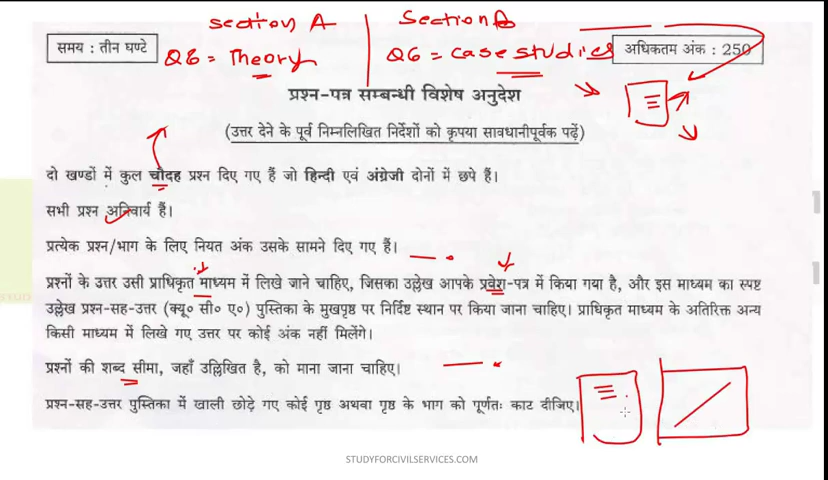 Section A
Section B
समय : तीन घण्टे
Q8 = Theory
Q6 = case studies
अधिकतम अंक : 250
प्रश्न-पत्र सम्बन्धी विशेष अनुदेश
(उत्तर देने के पूर्व निम्नलिखित निर्देशों को कृपया सावधानीपूर्वक पढ़ें)
दो खण्डों में कुल चौदह प्रश्न दिए गए हैं जो हिन्दी एवं अंग्रेजी दोनों में छपे हैं।
सभी प्रश्न अनिवार्य हैं।
प्रत्येक प्रश्न/भाग के लिए नियत अंक उसके सामने दिए गए हैं।
प्रश्नों के उत्तर उसी प्राधिकृत माध्यम में लिखे जाने चाहिए, जिसका उल्लेख आपके प्रवेश-पत्र में किया गया है, और इस माध्यम का स्पष्ट
उल्लेख प्रश्न-सह-उत्तर (क्यू० सी० ए०) पुस्तिका के मुखपृष्ठ पर निर्दिष्ट स्थान पर किया जाना चाहिए। प्राधिकृत माध्यम के अतिरिक्त अन्य
किसी माध्यम में लिखे गए उत्तर पर कोई अंक नहीं मिलेंगे।
प्रश्नों की शब्द सीमा, जहाँ उल्लिखित है, को माना जाना चाहिए।
प्रश्न-सह-उत्तर पुस्तिका में खाली छोड़े गए कोई पृष्ठ अथवा पृष्ठ के भाग को पूर्णतः काट दीजिए।
STUDYFORCIVILSERVICES.COM